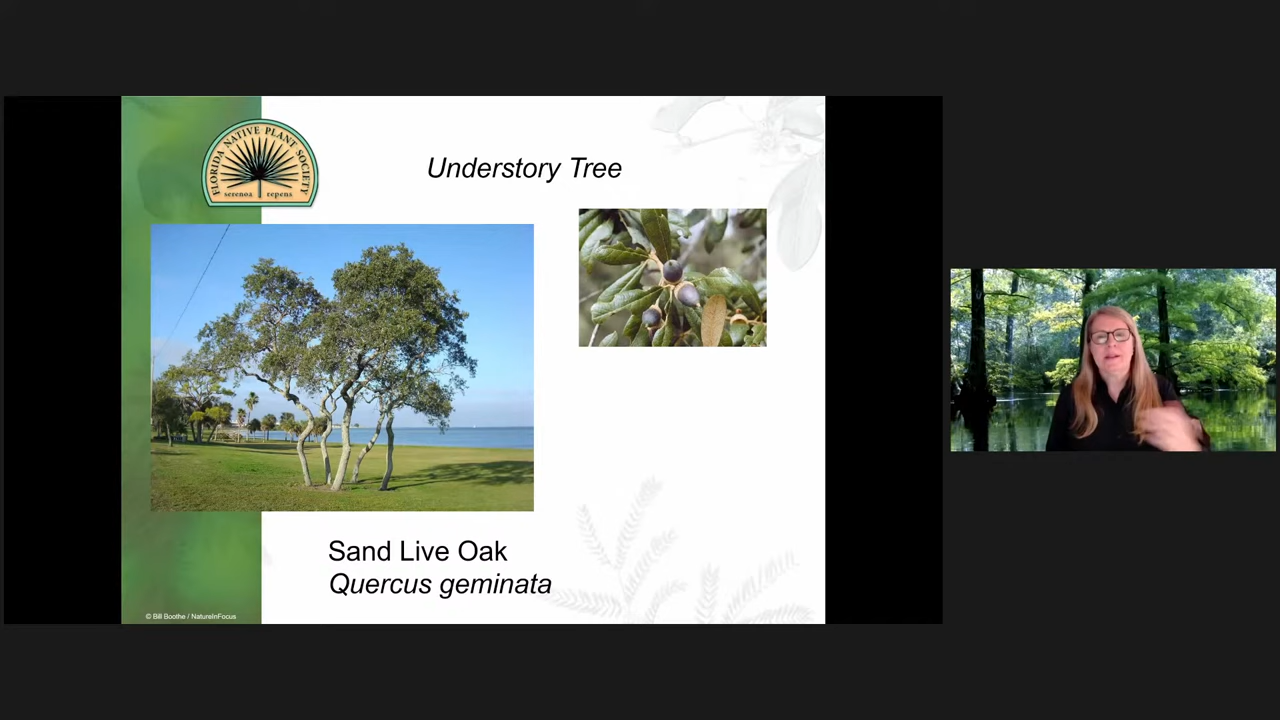 FLORIDA NATIVE PLANT SOCIETY
serenoa repens
Understory Tree
Sand Live Oak
Quercus geminata
© Bill Boothe / NatureInFocus